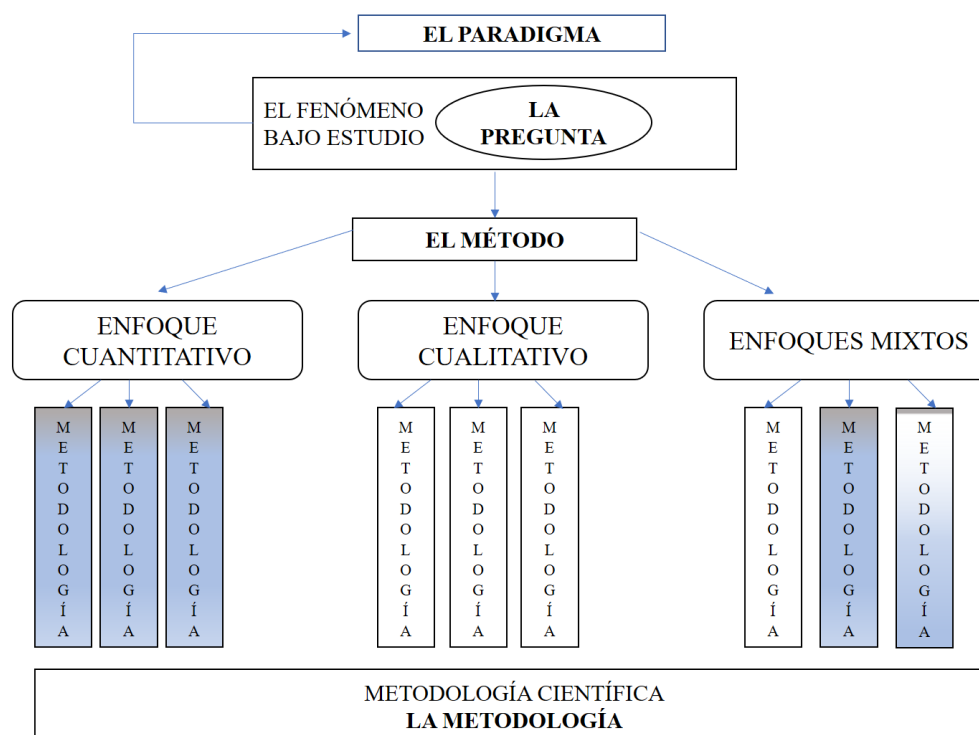 EL PARADIGMA
EL FENÓMENO
BAJO ESTUDIO
LA
PREGUNTA
EL MÉTODO
ENFOQUE
CUANTITATIVO
ENFOQUE
CUALITATIVO
ENFOQUES MIXTOS
METODOLOGÍA
METODOLOGÍA
METODOLOGÍA
METODOLOGÍA
METODOLOGÍA
METODOLOGÍA
METODOLOGÍA
METODOLOGÍA
METODOLOGÍA
METODOLOGÍA CIENTÍFICA
LA METODOLOGÍA